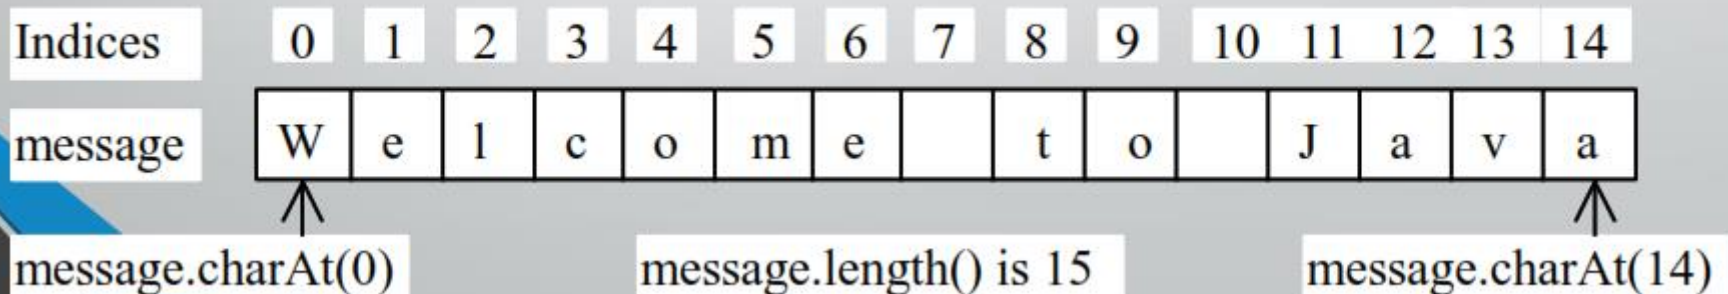 Indices 0 1 2 3 4 5 6 7 8 9 10 11 12 13 14
message W e l c o m e t o J a v a
message.charAt(0) message.length() is 15 message.charAt(14)